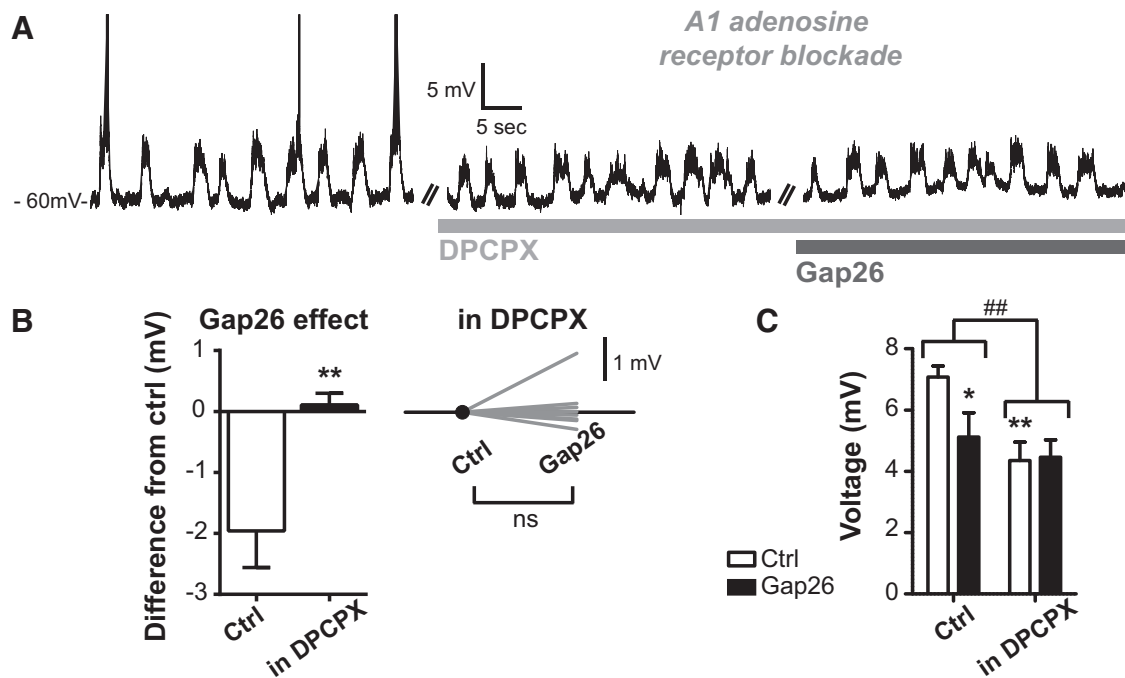 A
A1 adenosine
receptor blockade
5 mV
5 sec
- 60mV-
DPCPX
Gap26
B
Gap26 effect
in DPCPX
Difference from ctrl (mV)
1
0
-1
-2
-3
**
Ctrl
in DPCPX
1 mV
Ctrl
Gap26
ns
C
##
Voltage (mV)
8
6
4
2
0
*
**
Ctrl
Gap26
Ctrl
in DPCPX